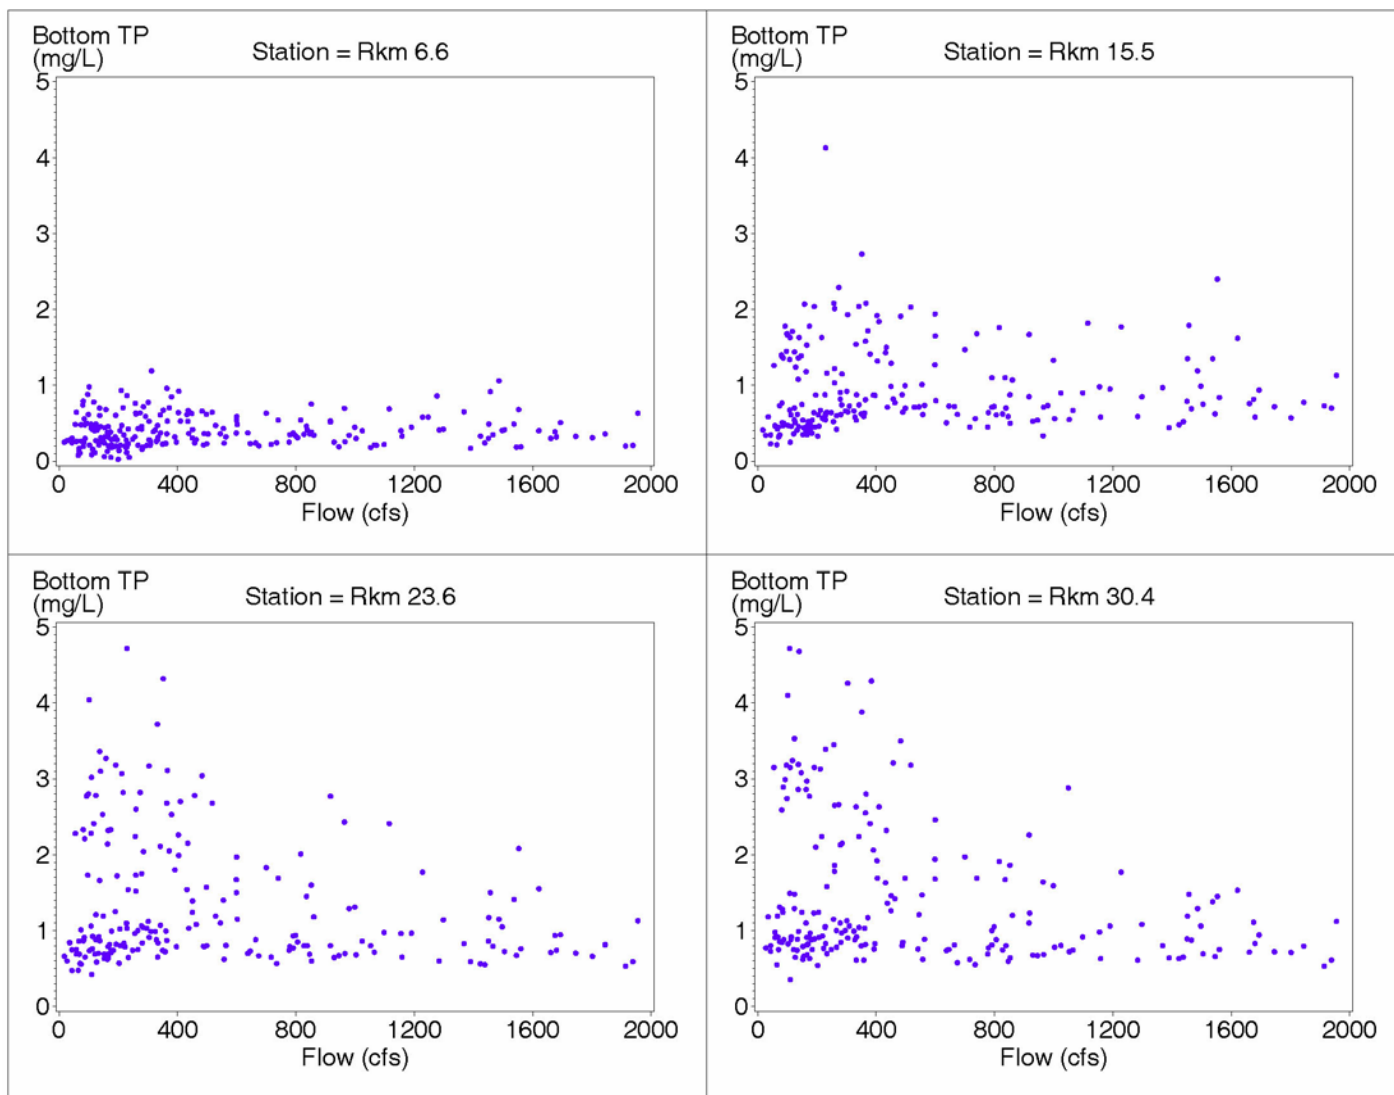 Bottom TP
(mg/L)
Station = Rkm 6.6
5
4
3
2
1
0
0 400 800 1200 1600 2000
Flow (cfs)
Bottom TP
(mg/L)
Station = Rkm 15.5
5
4
3
2
1
0
0 400 800 1200 1600 2000
Flow (cfs)
Bottom TP
(mg/L)
Station = Rkm 23.6
5
4
3
2
1
0
0 400 800 1200 1600 2000
Flow (cfs)
Bottom TP
(mg/L)
Station = Rkm 30.4
5
4
3
2
1
0
0 400 800 1200 1600 2000
Flow (cfs)